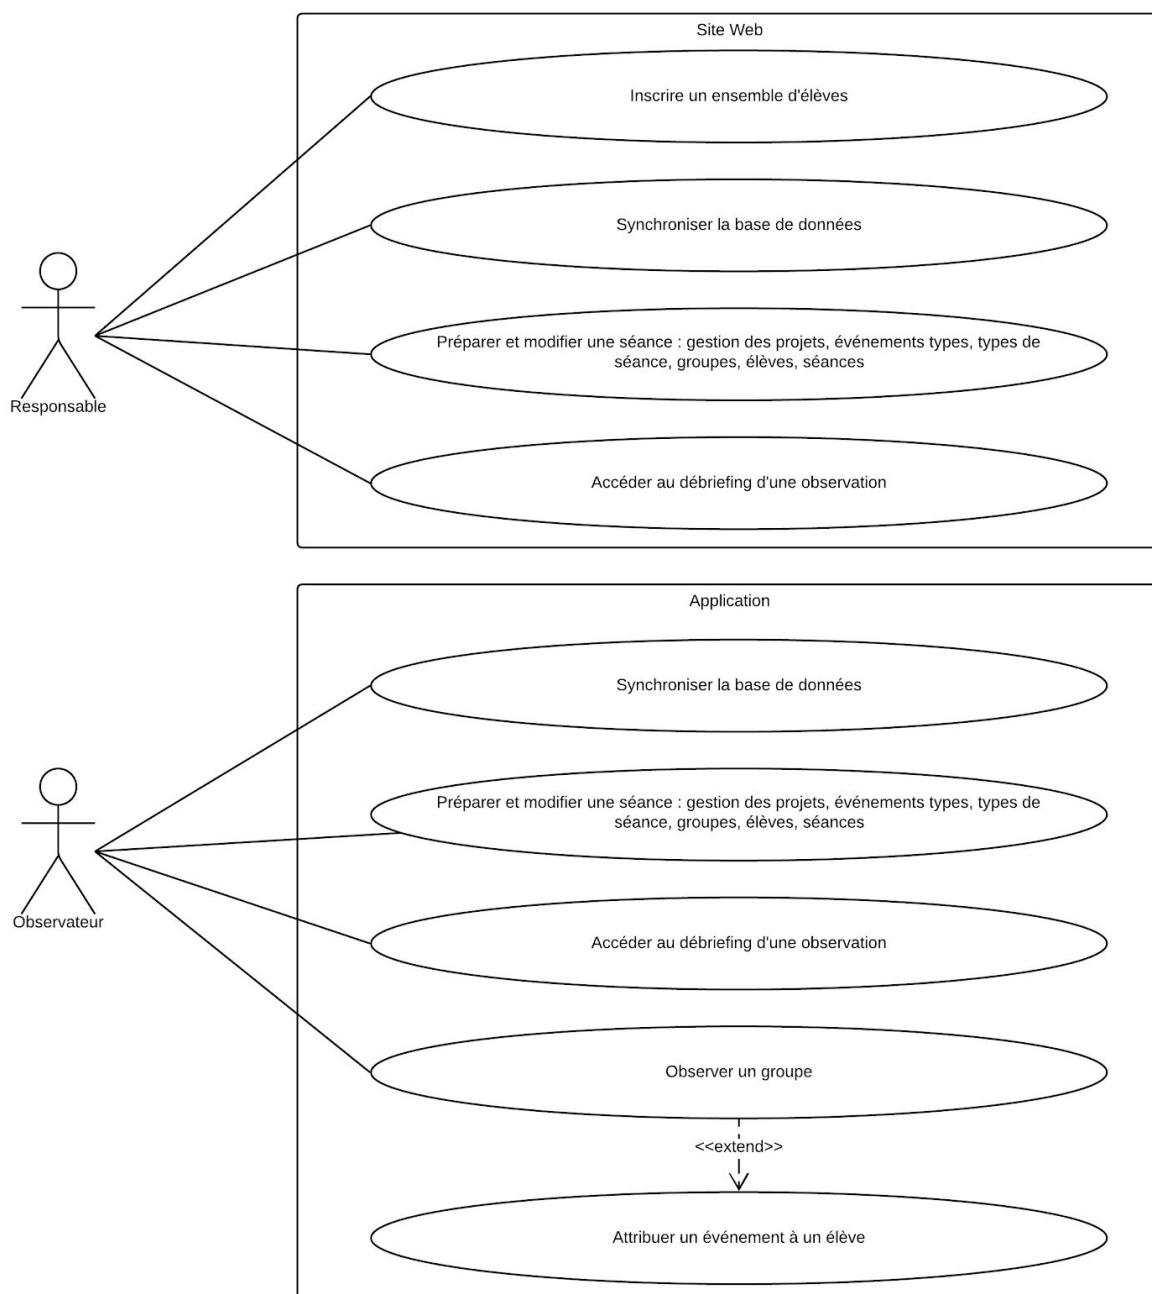 Site Web
Inscrire un ensemble d'élèves
Synchroniser la base de données
Préparer et modifier une séance : gestion des projets, événements types, types de
séance, groupes, élèves, séances
Responsable
Accéder au débriefing d'une observation
Application
Synchroniser la base de données
Préparer et modifier une séance : gestion des projets, événements types, types de
séance, groupes, élèves, séances
Observateur
Accéder au débriefing d'une observation
Observer un groupe
<<extend>>
Attribuer un événement à un élève